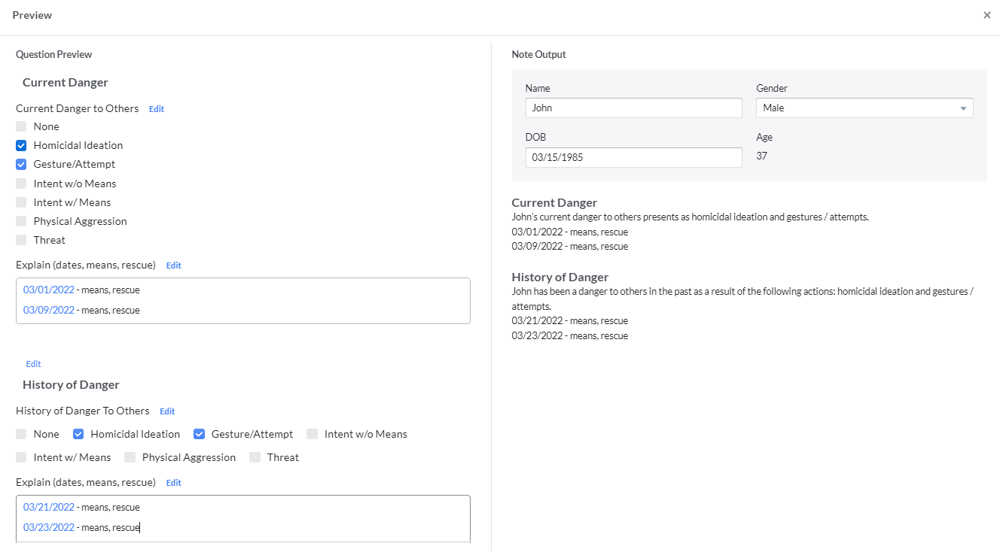 Preview
×
Question Preview
Current Danger
Current Danger to Others Edit
None
Homicidal Ideation
Gesture/Attempt
Intent w/o Means
Intent w/ Means
Physical Aggression
Threat
Explain (dates, means, rescue) Edit
03/01/2022 - means, rescue
03/09/2022 - means, rescue
Edit
History of Danger
History of Danger To Others Edit
None Homicidal Ideation Gesture/Attempt Intent w/o Means
Intent w/ Means Physical Aggression Threat
Explain (dates, means, rescue) Edit
03/21/2022 - means, rescue
03/23/2022 - means, rescue
Note Output
Name Gender
John Male
DOB Age
03/15/1985 37
Current Danger
John's current danger to others presents as homicidal ideation and gestures / attempts.
03/01/2022 - means, rescue
03/09/2022 - means, rescue
History of Danger
John has been a danger to others in the past as a result of the following actions: homicidal ideation and gestures /
attempts.
03/21/2022 - means, rescue
03/23/2022 - means, rescue